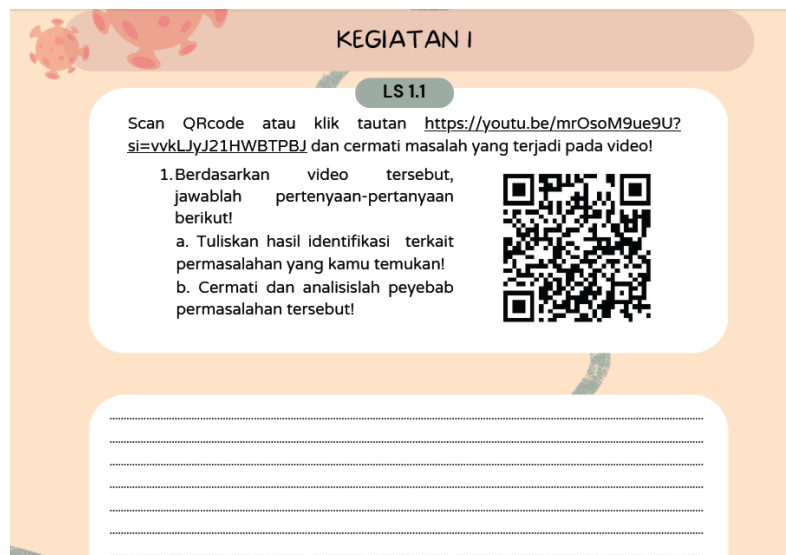 KEGIATAN I
LS 1.1
Scan QRcode atau klik tautan https://youtu.be/mrOsoM9ue9U?
si=vvkLJyJ21HWBTPBJ dan cermati masalah yang terjadi pada video!
1. Berdasarkan video tersebut,
jawablah pertenyaan-pertanyaan
berikut!
a. Tuliskan hasil identifikasi terkait
permasalahan yang kamu temukan!
b. Cermati dan analisislah peyebab
permasalahan tersebut!